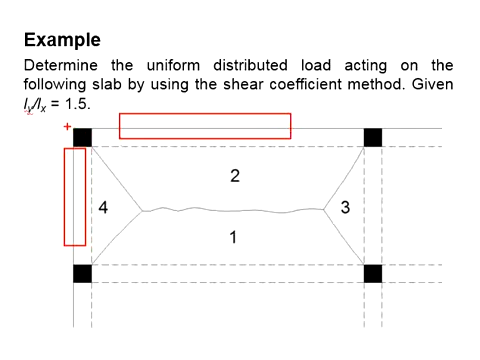 Example
Determine the uniform distributed load acting on the
following slab by using the shear coefficient method. Given
ly/lx = 1.5.
2
4
3
1